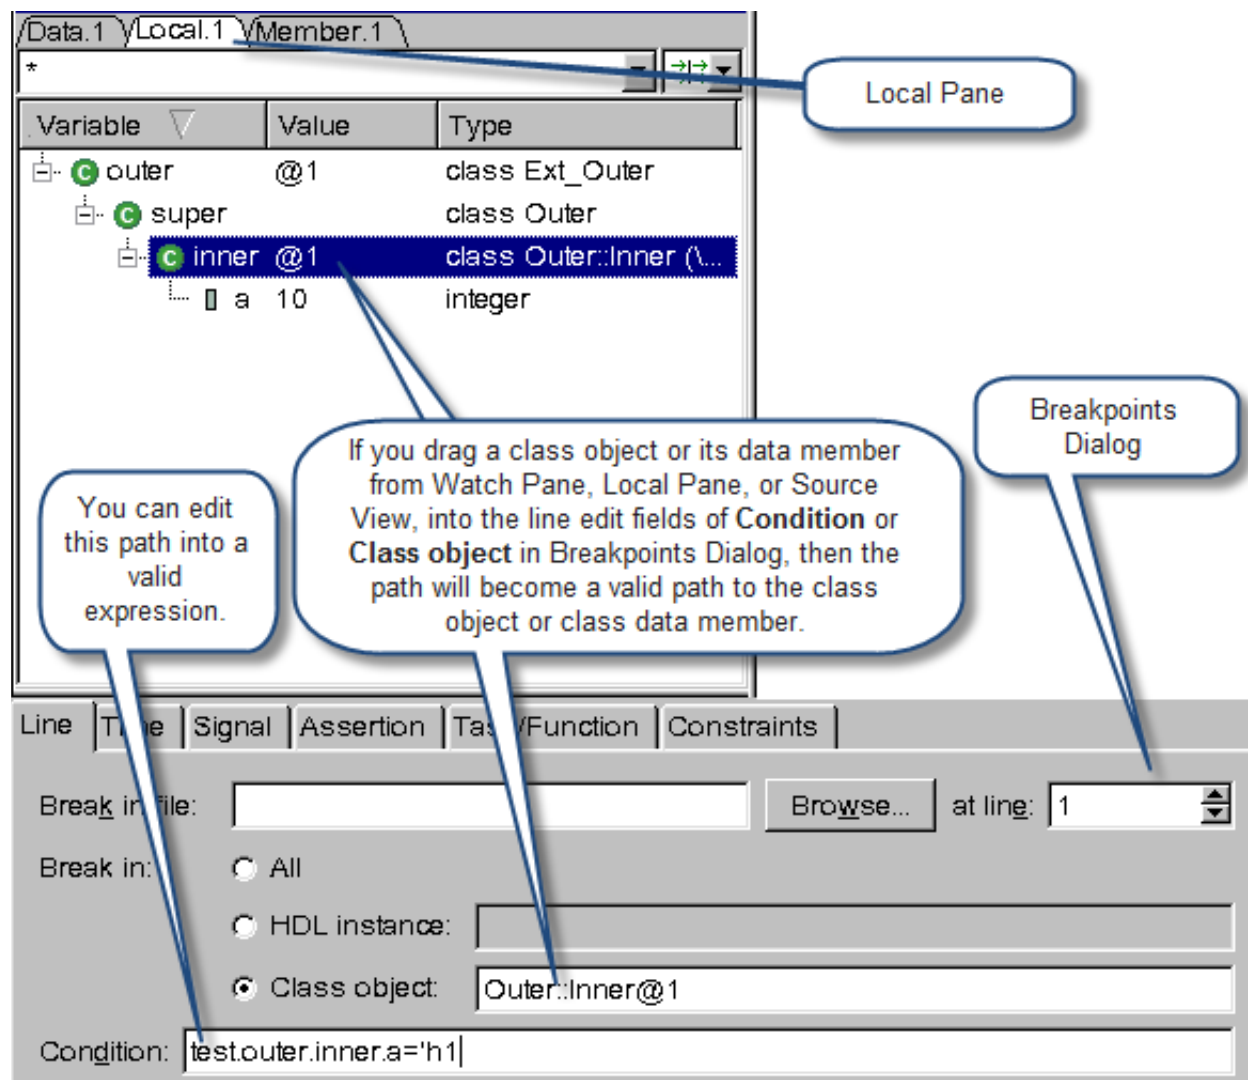 Data.1 Local.1 Member.1
*
Local Pane
Variable Value Type
outer @1 class Ext_Outer
super class Outer
inner @1 class Outer::Inner (\...
a 10 integer
Breakpoints
Dialog
If you drag a class object or its data member
from Watch Pane, Local Pane, or Source
View, into the line edit fields of Condition or
Class object in Breakpoints Dialog, then the
path will become a valid path to the class
object or class data member.
You can edit
this path into a
valid
expression.
Line Time Signal Assertion Task/Function Constraints
Break in file: Browse... at line: 1
Break in: All
HDL instance:
Class object: Outer::Inner@1
Condition: test.outer.inner.a='h1